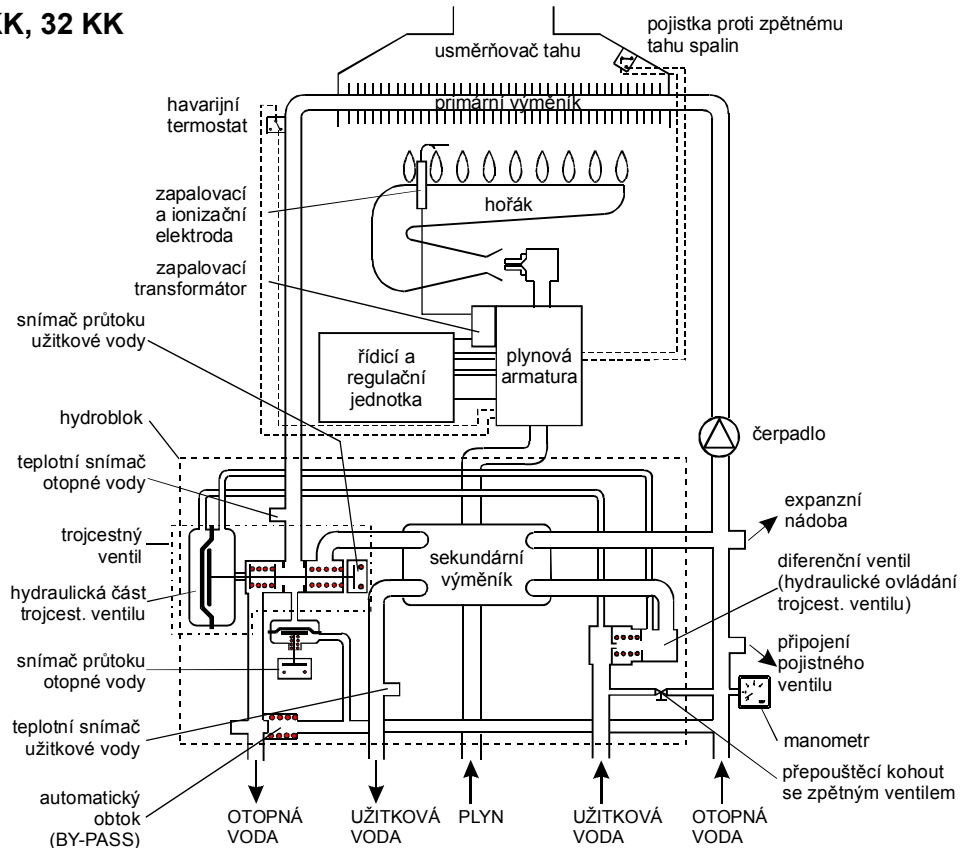 KK, 32 KK
usměrňovač tahu
pojistka proti zpětnému
tahu spalin
primární výměník
havarijní
termostat
zapalovací
a ionizační
elektroda
hořák
zapalovací
transformátor
snímač průtoku
užitkové vody
řídicí a
regulační
jednotka
plynová
armatura
hydroblok
čerpadlo
teplotní snímač
otopné vody
expanzní
nádoba
trojcestný
ventil
sekundární
výměník
diferenční ventil
(hydraulické ovládání
trojcest. ventilu)
hydraulická část
trojcest. ventilu
snímač průtoku
otopné vody
připojení
pojistného
ventilu
teplotní snímač
užitkové vody
manometr
přepouštěcí kohout
se zpětným ventilem
automatický
obtok
(BY-PASS)
OTOPNÁ
VODA
UŽITKOVÁ
VODA
PLYN
UŽITKOVÁ
VODA
OTOPNÁ
VODA